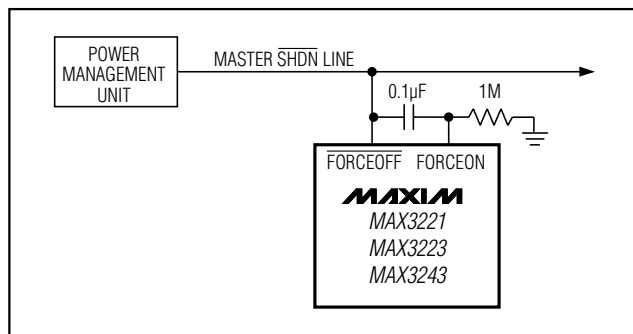 POWER
MANAGEMENT
UNIT
MASTER SHDN LINE
0.1µF
1M
FORCEOFF FORCEON
MAXIM
MAX3221
MAX3223
MAX3243